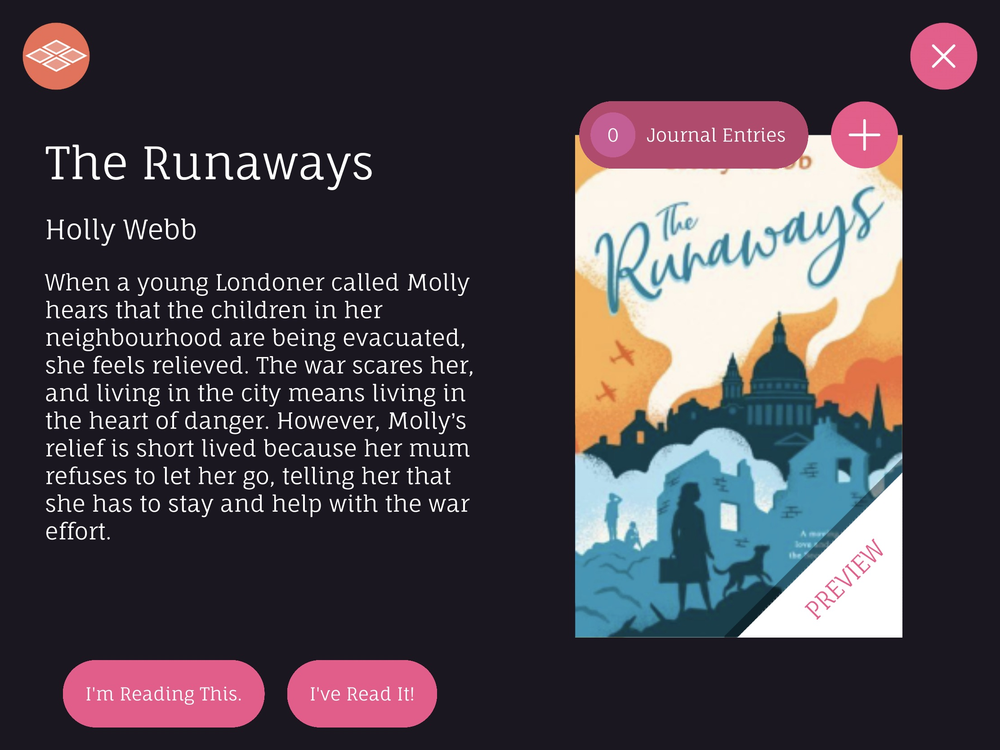 0 Journal Entries
The Runaways
Holly Webb
When a young Londoner called Molly
hears that the children in her
neighbourhood are being evacuated,
she feels relieved. The war scares her,
and living in the city means living in
the heart of danger. However, Molly’s
relief is short lived because her mum
refuses to let her go, telling her that
she has to stay and help with the war
effort.
The
Runaways
A moving
love and
the
PREVIEW
I'm Reading This.
I've Read It!